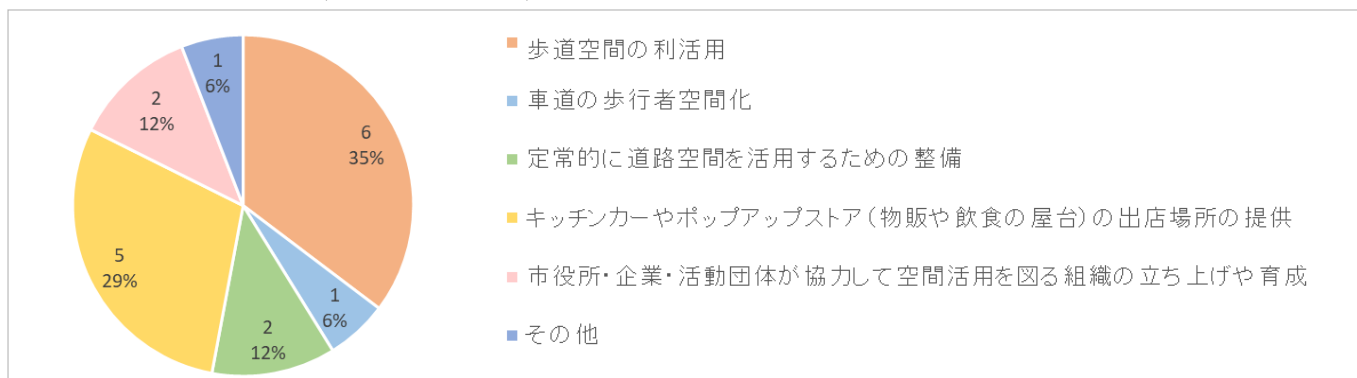 1
6%
6
35%
2
12%
5
29%
1
6%
2
12%
歩道空間の利活用
車道の歩行者空間化
定常的に道路空間を活用するための整備
キッチンカーやポップアップストア(物販や飲食の屋台)の出店場所の提供
市役所・企業・活動団体が協力して空間活用を図る組織の立ち上げや育成
その他